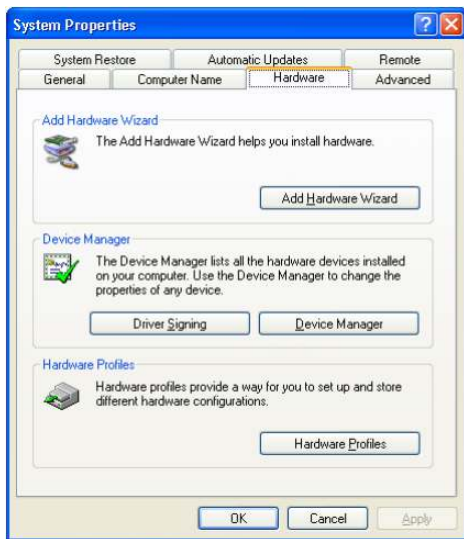 System Properties
System Restore
Automatic Updates
Remote
General
Computer Name
Hardware
Advanced
Add Hardware Wizard
The Add Hardware Wizard helps you install hardware.
Add Hardware Wizard
Device Manager
The Device Manager lists all the hardware devices installed
on your computer. Use the Device Manager to change the
properties of any device.
Driver Signing
Device Manager
Hardware Profiles
Hardware profiles provide a way for you to set up and store
different hardware configurations.
Hardware Profiles
OK
Cancel
Apply